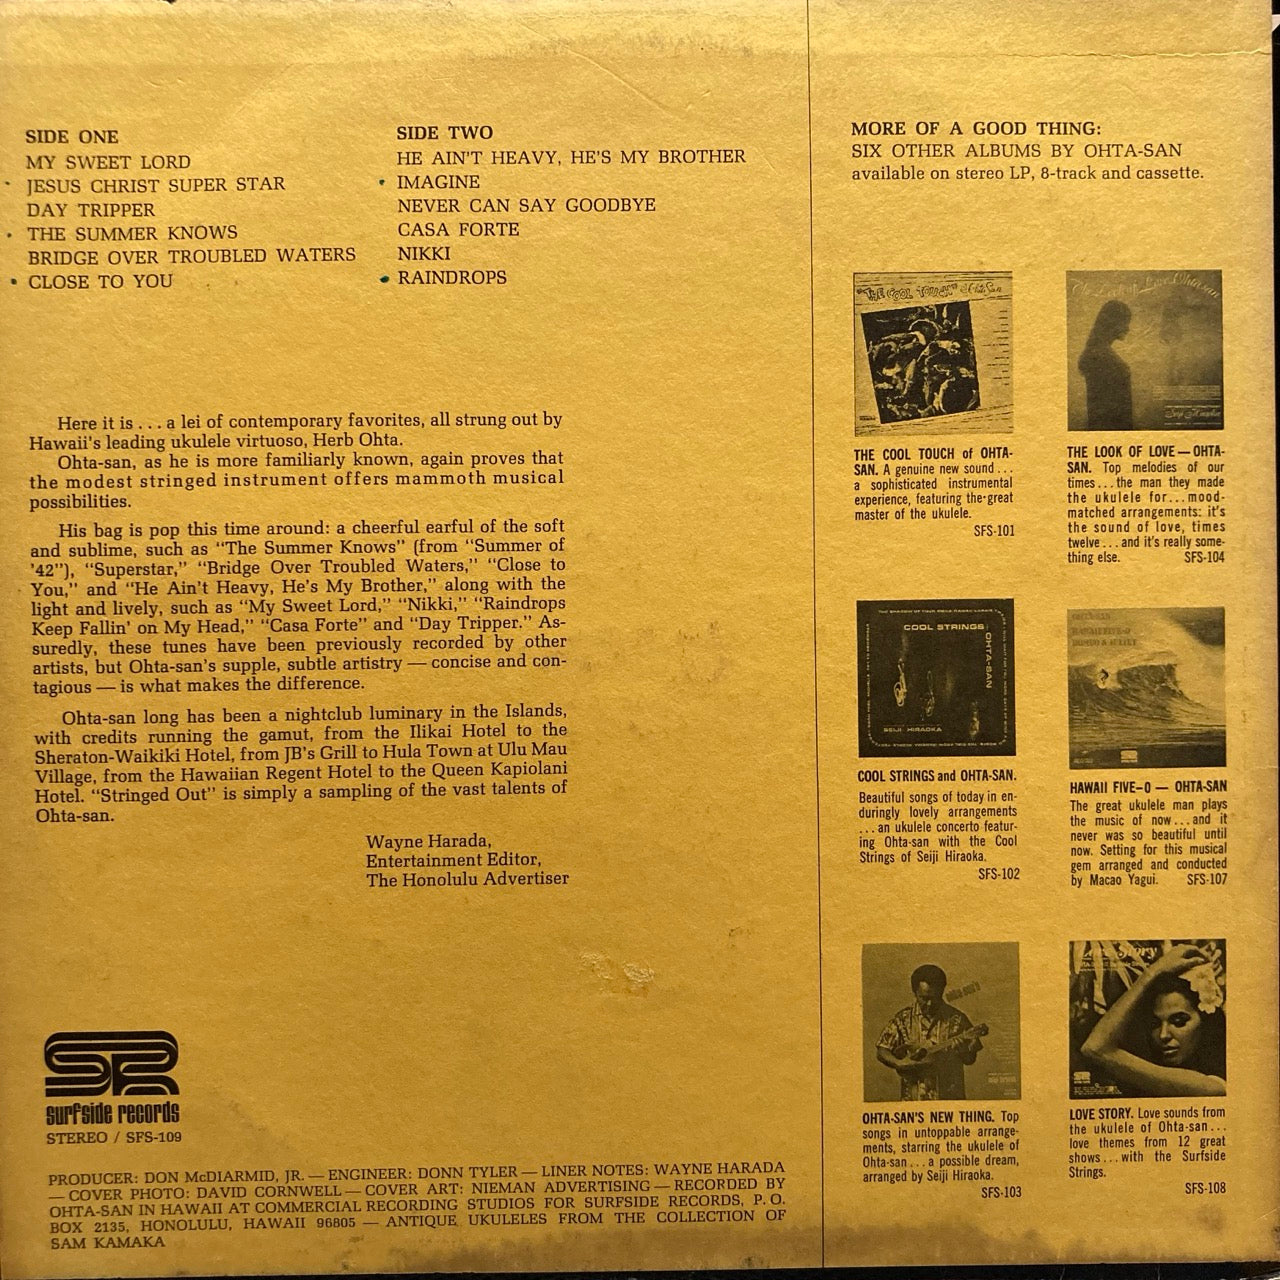 SIDE ONE
MY SWEET LORD
JESUS CHRIST SUPER STAR
DAY TRIPPER
THE SUMMER KNOWS
BRIDGE OVER TROUBLED WATERS
CLOSE TO YOU
SIDE TWO
HE AIN'T HEAVY, HE'S MY BROTHER
IMAGINE
NEVER CAN SAY GOODBYE
CASA FORTE
NIKKI
RAINDROPS
Here it is . . . a lei of contemporary favorites, all strung out by
Hawaii's leading ukulele virtuoso, Herb Ohta.
Ohta-san, as he is more familiarly known, again proves that
the modest stringed instrument offers mammoth musical
possibilities.
His bag is pop this time around: a cheerful earful of the soft
and sublime, such as "The Summer Knows" (from "Summer of
'42"), "Superstar," "Bridge Over Troubled Waters," "Close to
You," and "He Ain't Heavy, He's My Brother," along with the
light and lively, such as "My Sweet Lord," "Nikki," "Raindrops
Keep Fallin' on My Head," "Casa Forte" and "Day Tripper." As-
suredly, these tunes have been previously recorded by other
artists, but Ohta-san's supple, subtle artistry — concise and con-
tagious — is what makes the difference.
Ohta-san long has been a nightclub luminary in the Islands,
with credits running the gamut, from the Ilikai Hotel to the
Sheraton-Waikiki Hotel, from JB's Grill to Hula Town at Ulu Mau
Village, from the Hawaiian Regent Hotel to the Queen Kapiolani
Hotel. "Stringed Out" is simply a sampling of the vast talents of
Ohta-san.
Wayne Harada,
Entertainment Editor,
The Honolulu Advertiser
SR
surfside records
STEREO / SFS-109
PRODUCER: DON McDIARMID, JR. — ENGINEER: DONN TYLER — LINER NOTES: WAYNE HARADA
— COVER PHOTO: DAVID CORNWELL — COVER ART: NIEMAN ADVERTISING — RECORDED BY
OHTA-SAN IN HAWAII AT COMMERCIAL RECORDING STUDIOS FOR SURFSIDE RECORDS, P. O.
BOX 2135, HONOLULU, HAWAII 96805 — ANTIQUE UKULELES FROM THE COLLECTION OF
SAM KAMAKA
MORE OF A GOOD THING:
SIX OTHER ALBUMS BY OHTA-SAN
available on stereo LP, 8-track and cassette.
"THE COOL TOUCH" of Ohta-San
THE COOL TOUCH of OHTA-
SAN. A genuine new sound . . .
a sophisticated instrumental
experience, featuring the great
master of the ukulele.
SFS-101
The Look of Love Ohta-san
THE LOOK OF LOVE — OHTA-
SAN. Top melodies of our
times . . . the man they made
the ukulele for . . . mood-
matched arrangements: it's
the sound of love, times
twelve . . . and it's really some-
thing else. SFS-104
COOL STRINGS
OHTA-SAN
SEIJI HIRAOKA
COOL STRINGS and OHTA-SAN.
Beautiful songs of today in en-
duringly lovely arrangements
. . . an ukulele concerto featur-
ing Ohta-san with the Cool
Strings of Seiji Hiraoka.
SFS-102
OHTA-SAN
HAWAII FIVE-O
ROMEO & JULIET
HAWAII FIVE-O — OHTA-SAN
The great ukulele man plays
the music of now . . . and it
never was so beautiful until
now. Setting for this musical
gem arranged and conducted
by Macao Yagui. SFS-107
OHTA-SAN'S NEW THING. Top
songs in untoppable arrange-
ments, starring the ukulele of
Ohta-san . . . a possible dream,
arranged by Seiji Hiraoka.
SFS-103
Love Story
LOVE STORY. Love sounds from
the ukulele of Ohta-san . . .
love themes from 12 great
shows . . . with the Surfside
Strings.
SFS-108